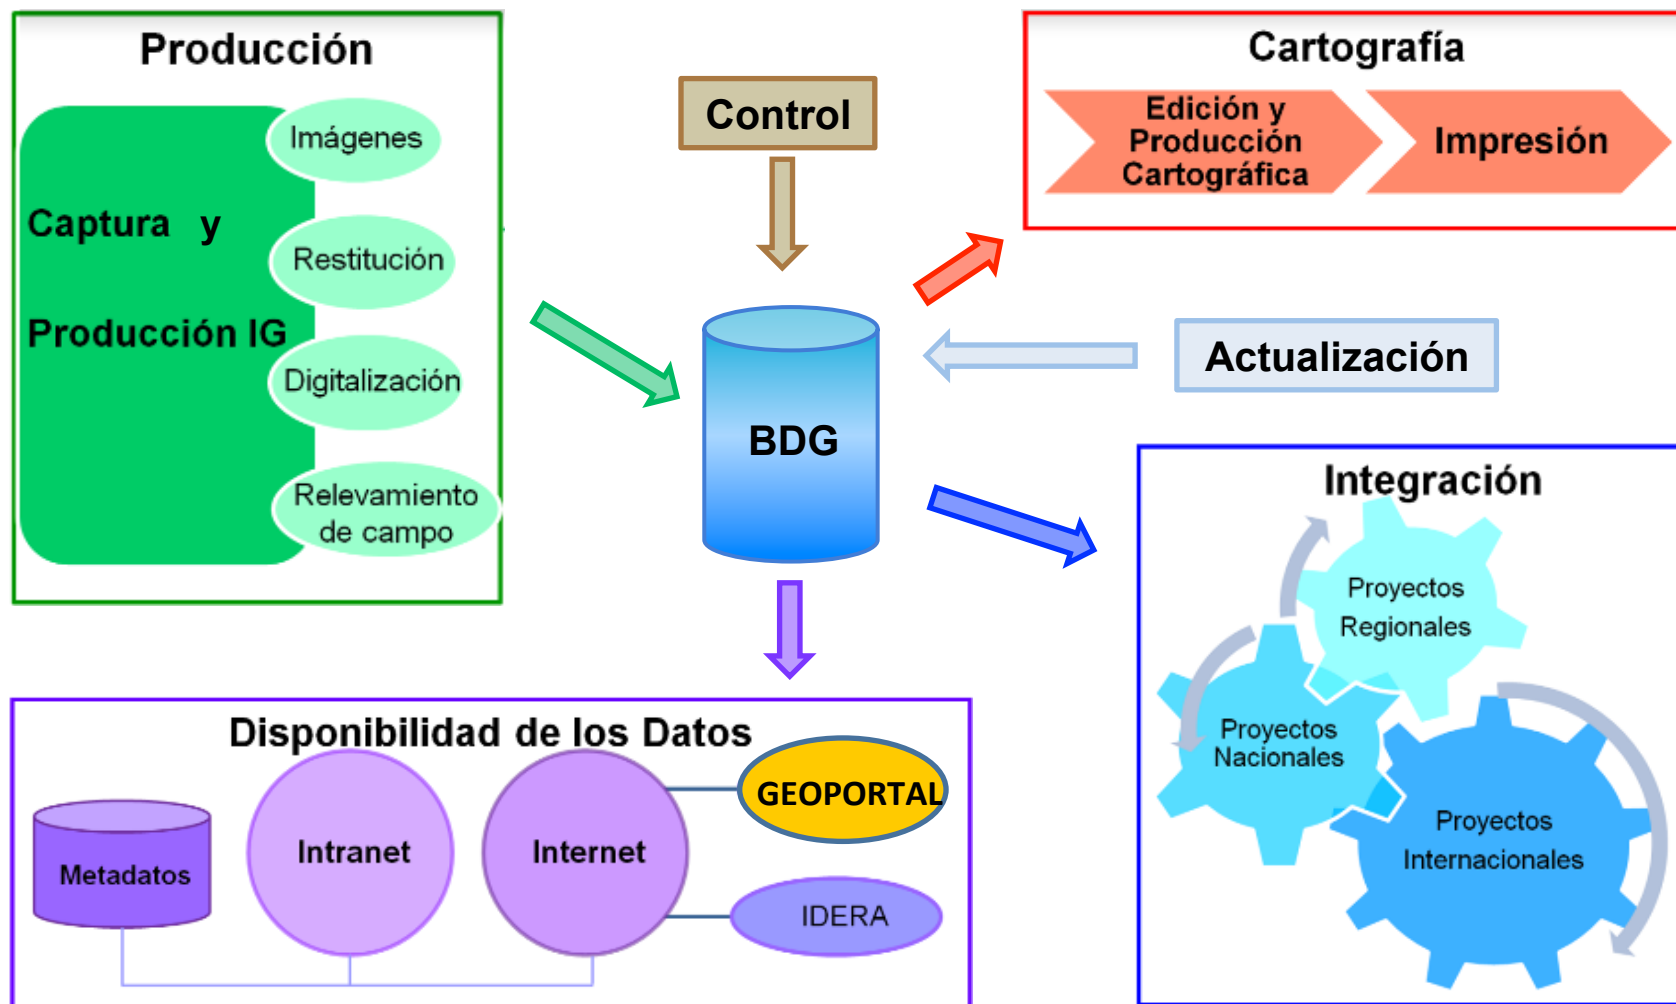 Producción
Captura y
Producción IG
Imágenes
Restitución
Digitalización
Relevamiento
de campo
Control
BDG
Cartografía
Edición y
Producción
Cartográfica
Impresión
Actualización
Integración
Proyectos
Regionales
Proyectos
Nacionales
Proyectos
Internacionales
Disponibilidad de los Datos
Metadatos
Intranet
Internet
GEOPORTAL
IDERA